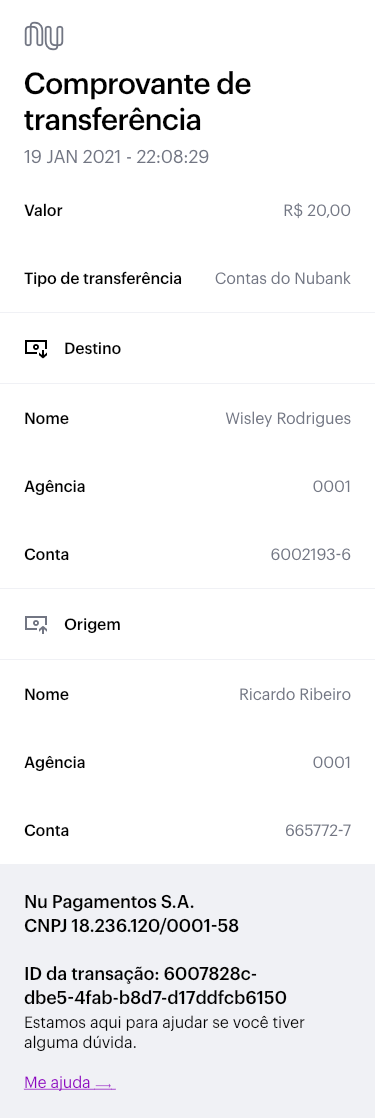 nu
Comprovante de
transferência
19 JAN 2021 - 22:08:29
Valor R$ 20,00
Tipo de transferência Contas do Nubank
Destino
Nome Wisley Rodrigues
Agência 0001
Conta 6002193-6
Origem
Nome Ricardo Ribeiro
Agência 0001
Conta 665772-7
Nu Pagamentos S.A.
CNPJ 18.236.120/0001-58
ID da transação: 6007828c-
dbe5-4fab-b8d7-d17ddfcb6150
Estamos aqui para ajudar se você tiver
alguma dúvida.
Me ajuda →